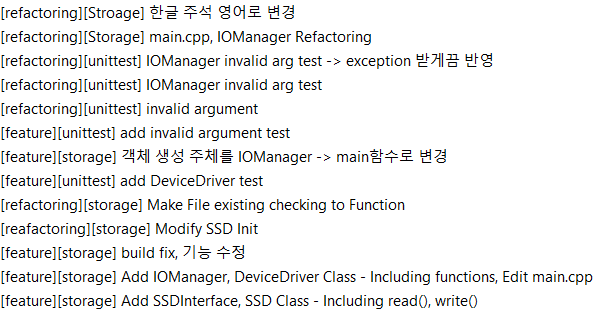 [refactoring][Stroage] 한글 주석 영어로 변경
[refactoring][Storage] main.cpp, IOManager Refactoring
[refactoring][unittest] IOManager invalid arg test -> exception 받게끔 반영
[refactoring][unittest] IOManager invalid arg test
[refactoring][unittest] invalid argument
[feature][unittest] add invalid argument test
[feature][storage] 객체 생성 주체를 IOManager -> main함수로 변경
[feature][unittest] add DeviceDriver test
[refactoring][storage] Make File existing checking to Function
[reafactoring][storage] Modify SSD Init
[feature][storage] build fix, 기능 수정
[feature][storage] Add IOManager, DeviceDriver Class - Including functions, Edit main.cpp
[feature][storage] Add SSDInterface, SSD Class - Including read(), write()